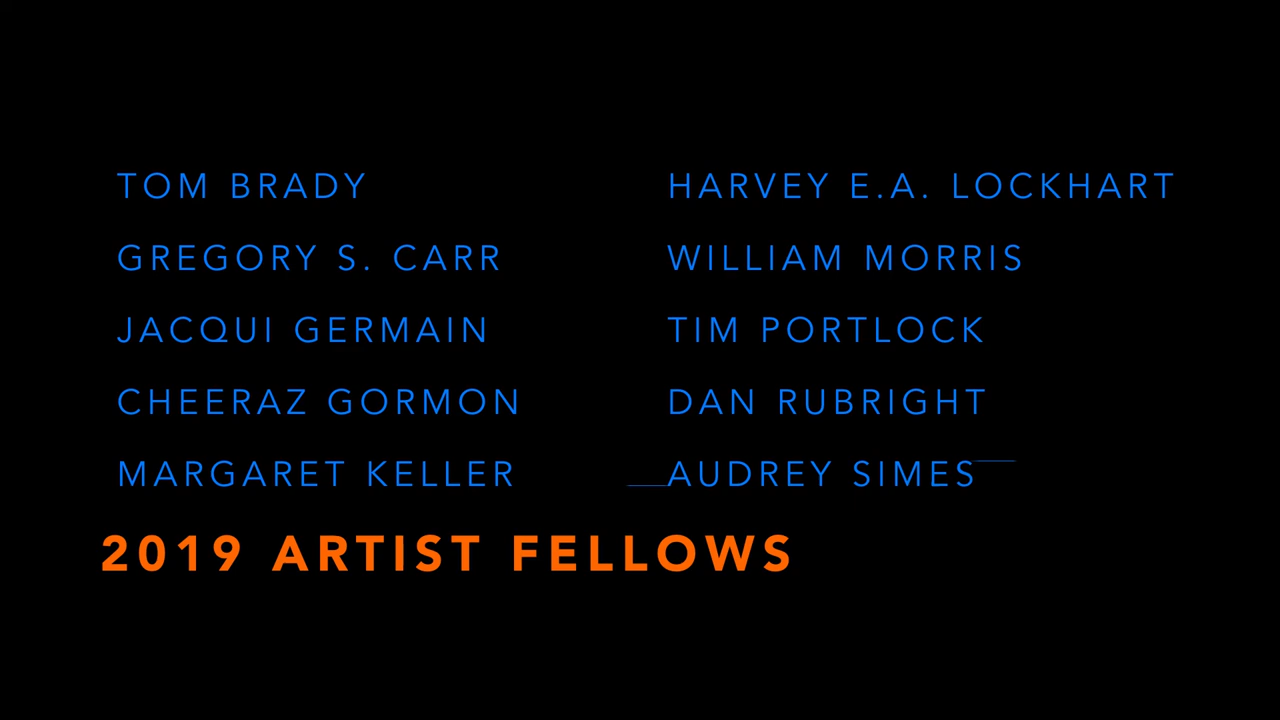 TOM BRADY
GREGORY S. CARR
JACQUI GERMAIN
CHEERAZ GORMON
MARGARET KELLER
HARVEY E.A. LOCKHART
WILLIAM MORRIS
TIM PORTLOCK
DAN RUBRIGHT
AUDREY SIMES
2019 ARTIST FELLOWS